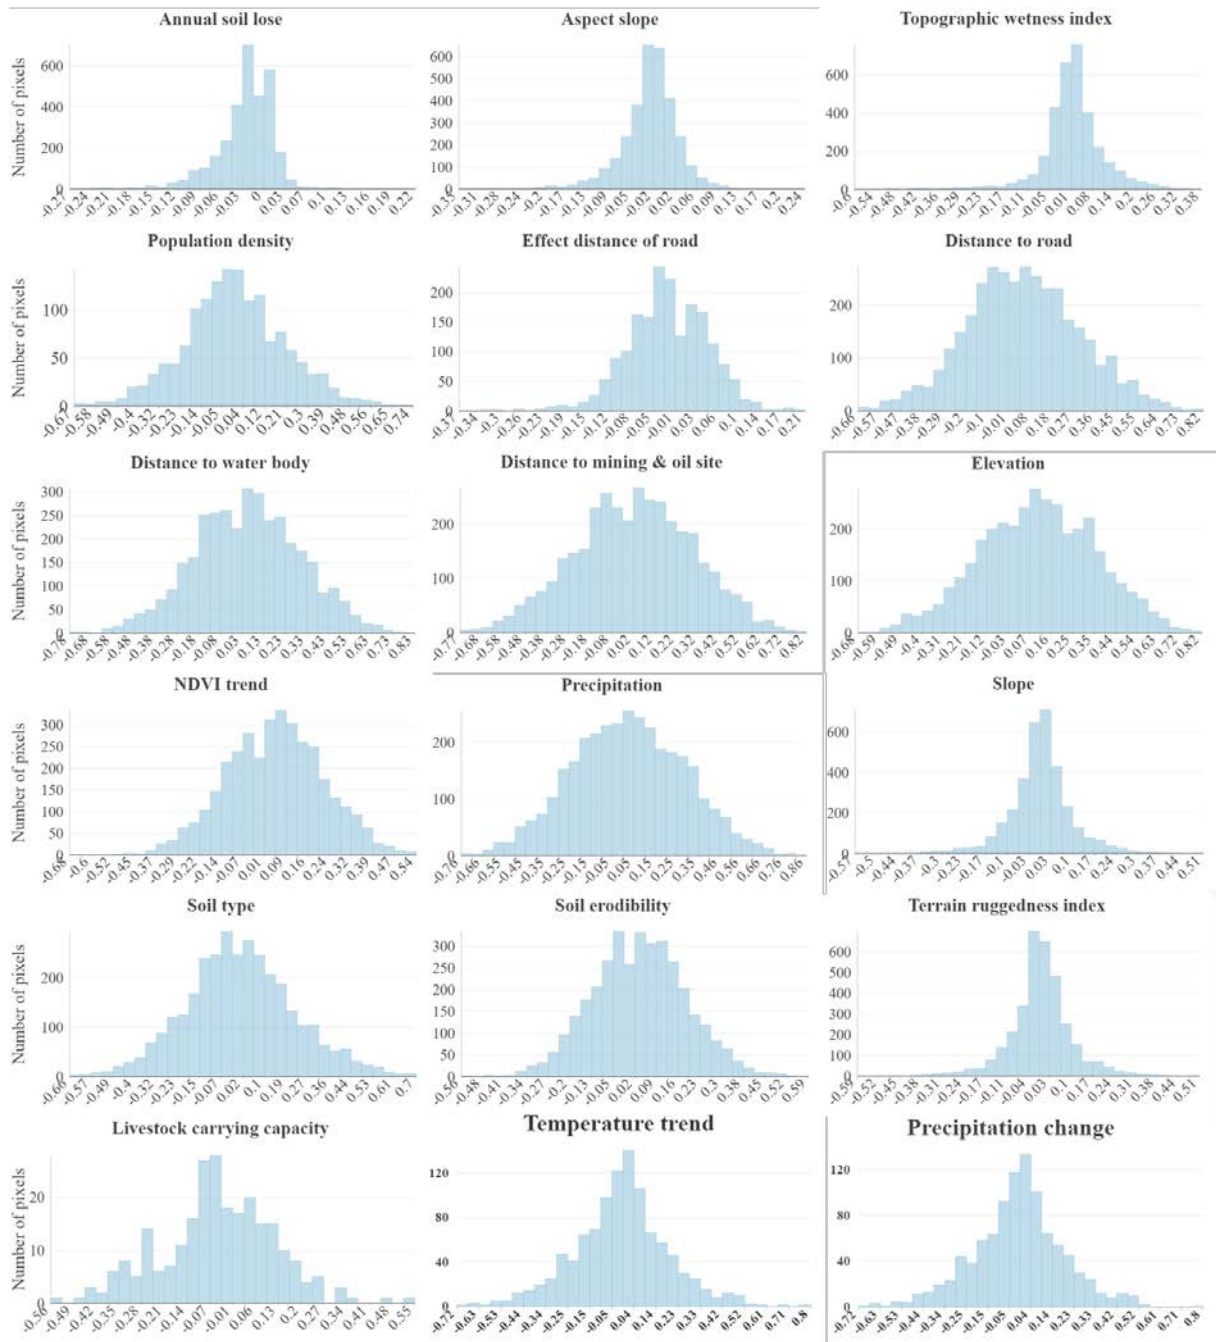 Annual soil lose
Aspect slope
Topographic wetness index
Number of pixels
600
400
200
0
-0.27 -0.24 -0.21 -0.18 -0.15 -0.12 -0.09 -0.06 -0.03 0 0.03 0.07 0.1 0.13 0.16 0.19 0.22
600
500
400
300
200
100
0
-0.35 -0.31 -0.28 -0.24 -0.2 -0.17 -0.13 -0.09 -0.05 -0.02 0.02 0.06 0.09 0.13 0.17 0.2 0.24
600
400
200
0
-0.6 -0.54 -0.48 -0.42 -0.36 -0.29 -0.23 -0.17 -0.11 -0.05 0.01 0.08 0.14 0.2 0.26 0.32 0.38
Population density
Effect distance of road
Distance to road
100
50
0
-0.67 -0.58 -0.49 -0.4 -0.32 -0.23 -0.14 -0.05 0.04 0.12 0.21 0.3 0.39 0.48 0.56 0.65 0.74
200
150
100
50
0
-0.37 -0.34 -0.3 -0.26 -0.23 -0.19 -0.15 -0.12 -0.08 -0.05 -0.01 0.03 0.06 0.1 0.14 0.17 0.21
200
100
0
-0.66 -0.57 -0.47 -0.38 -0.29 -0.2 -0.1 -0.01 0.08 0.18 0.27 0.36 0.45 0.55 0.64 0.73 0.82
Distance to water body
Distance to mining & oil site
Elevation
Number of pixels
300
250
200
150
100
50
0
-0.78 -0.68 -0.58 -0.48 -0.38 -0.28 -0.18 -0.08 0.03 0.13 0.23 0.33 0.43 0.53 0.63 0.73 0.83
200
100
0
-0.78 -0.68 -0.58 -0.48 -0.38 -0.28 -0.18 -0.08 0.02 0.12 0.22 0.32 0.42 0.52 0.62 0.72 0.82
200
100
0
-0.68 -0.59 -0.49 -0.4 -0.31 -0.21 -0.12 -0.03 0.07 0.16 0.25 0.35 0.44 0.54 0.63 0.72 0.82
NDVI trend
Precipitation
Slope
Number of pixels
300
250
200
150
100
50
0
-0.68 -0.6 -0.52 -0.45 -0.37 -0.29 -0.22 -0.14 -0.07 0.01 0.09 0.16 0.24 0.32 0.39 0.47 0.54
200
100
0
-0.76 -0.66 -0.55 -0.45 -0.35 -0.25 -0.15 -0.05 0.05 0.15 0.25 0.35 0.46 0.56 0.66 0.76 0.86
600
400
200
0
-0.57 -0.5 -0.44 -0.37 -0.3 -0.23 -0.17 -0.1 -0.03 0.03 0.1 0.17 0.24 0.3 0.37 0.44 0.51
Soil type
Soil erodibility
Terrain ruggedness index
Number of pixels
200
100
0
-0.66 -0.57 -0.49 -0.4 -0.32 -0.23 -0.15 -0.07 0.02 0.1 0.19 0.27 0.36 0.44 0.53 0.61 0.7
300
250
200
150
100
50
0
-0.56 -0.48 -0.41 -0.34 -0.27 -0.2 -0.13 -0.05 0.02 0.09 0.16 0.23 0.3 0.38 0.45 0.52 0.59
600
500
400
300
200
100
0
-0.59 -0.52 -0.45 -0.38 -0.31 -0.24 -0.17 -0.11 -0.04 0.03 0.1 0.17 0.24 0.31 0.38 0.44 0.51
Livestock carrying capacity
Temperature trend
Precipitation change
Number of pixels
20
10
0
-0.56 -0.49 -0.42 -0.35 -0.28 -0.21 -0.14 -0.07 -0.01 0.06 0.13 0.2 0.27 0.34 0.41 0.48 0.55
120
80
40
0
-0.72 -0.63 -0.53 -0.44 -0.34 -0.25 -0.15 -0.05 0.04 0.14 0.23 0.33 0.42 0.52 0.61 0.71 0.8
120
80
40
0
-0.72 -0.63 -0.53 -0.44 -0.34 -0.25 -0.15 -0.05 0.04 0.14 0.23 0.33 0.42 0.52 0.61 0.71 0.8